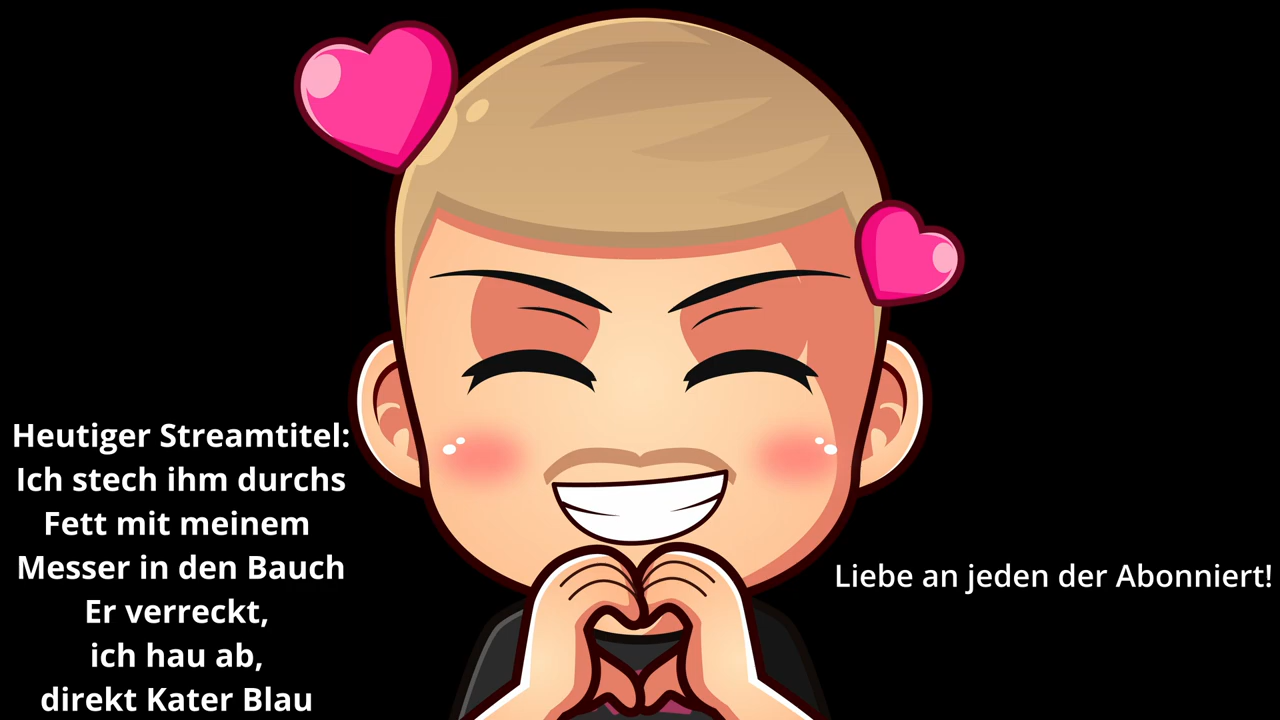 Heutiger Streamtitel:
Ich stech ihm durchs
Fett mit meinem
Messer in den Bauch
Er verreckt,
ich hau ab,
direkt Kater Blau
Liebe an jeden der Abonniert!